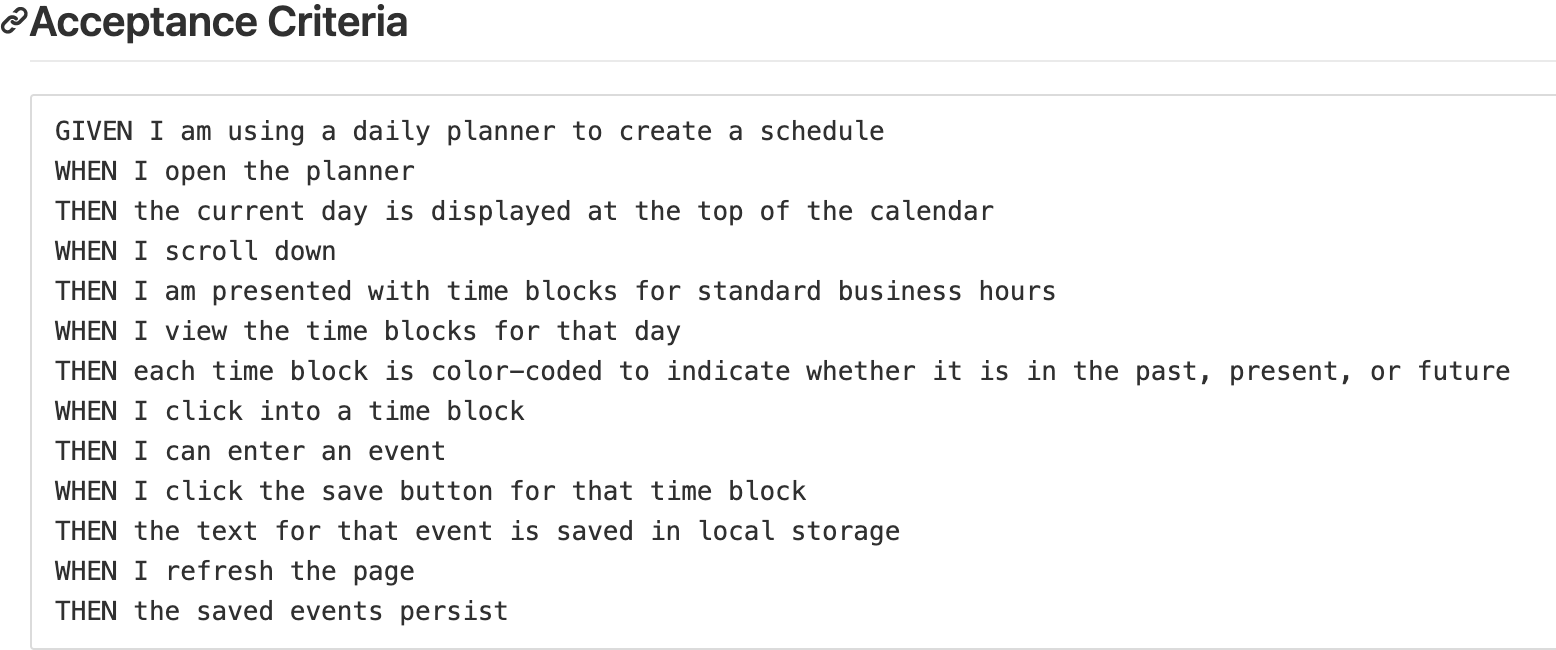 Acceptance Criteria
GIVEN I am using a daily planner to create a schedule
WHEN I open the planner
THEN the current day is displayed at the top of the calendar
WHEN I scroll down
THEN I am presented with time blocks for standard business hours
WHEN I view the time blocks for that day
THEN each time block is color-coded to indicate whether it is in the past, present, or future
WHEN I click into a time block
THEN I can enter an event
WHEN I click the save button for that time block
THEN the text for that event is saved in local storage
WHEN I refresh the page
THEN the saved events persist